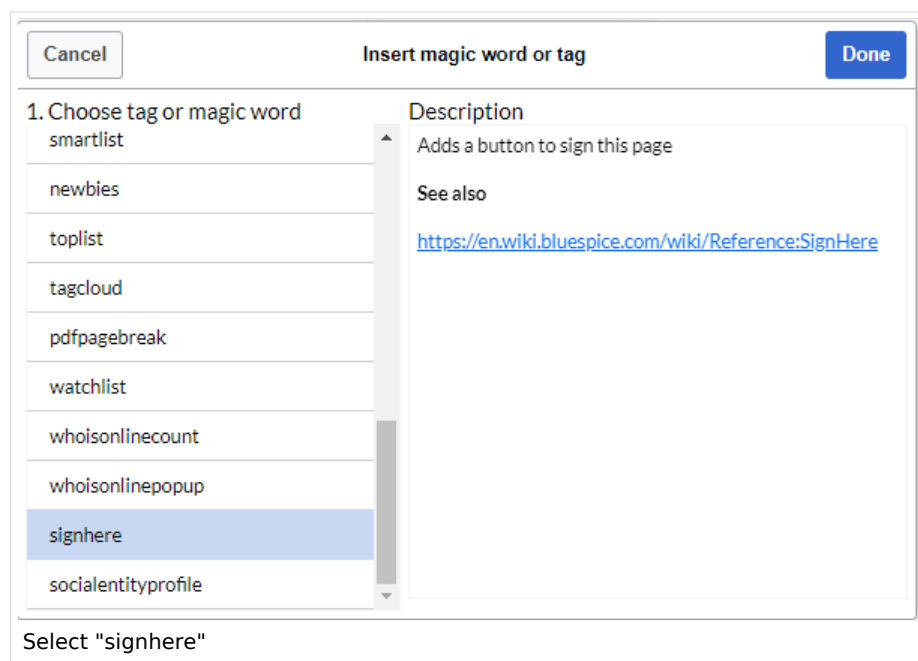 Cancel
Insert magic word or tag
Done
1. Choose tag or magic word
smartlist
newbies
toplist
tagcloud
pdfpagebreak
watchlist
whoisonlinecount
whoisonlinepopup
signhere
socialentityprofile
Description
Adds a button to sign this page
See also
https://en.wiki.bluespice.com/wiki/Reference:SignHere
Select "signhere"